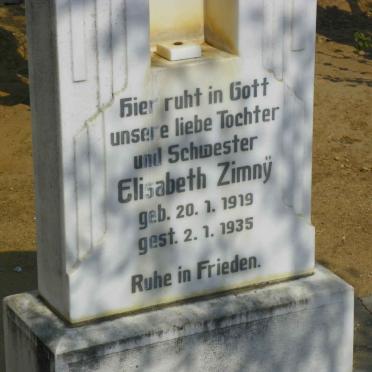 Hier ruht in Gott
unsere liebe Tochter
und Schwester
Elisabeth Zimnÿ
geb. 20. 1. 1919
gest. 2. 1. 1935
Ruhe in Frieden.